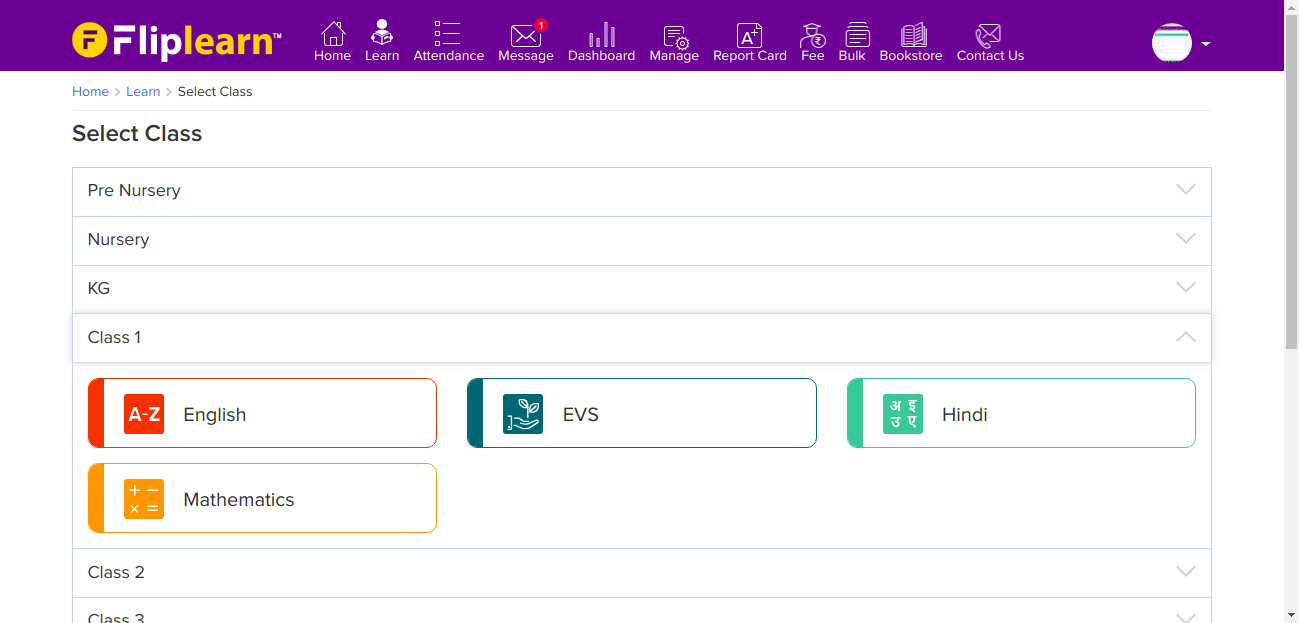 Fliplearn™
Home Learn Attendance Message 1 Dashboard Manage A+ Report Card Fee Bulk Bookstore Contact Us
Home > Learn > Select Class
Select Class
Pre Nursery
Nursery
KG
Class 1
A-Z English EVS अ इ Hindi
उ ए
+ − Mathematics
× =
Class 2
Class 3